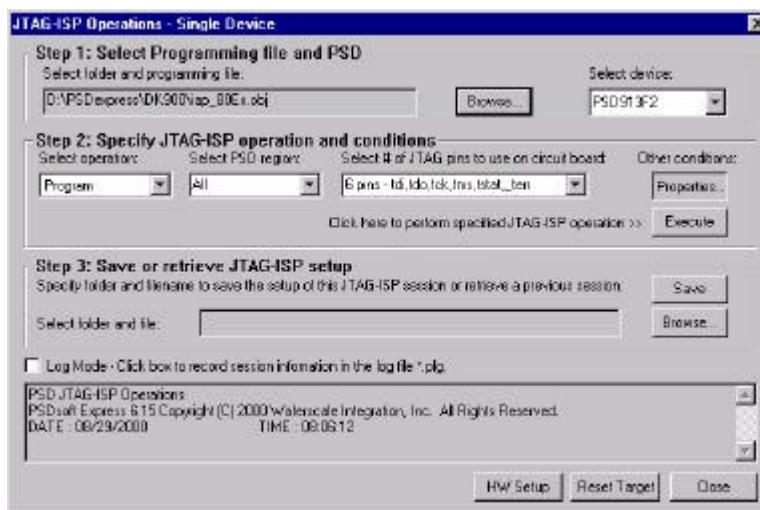 JTAG-ISP Operations - Single Device
Step 1: Select Programming file and PSD
Select folder and programming file:
Select device:
Browse...
PSD913F2
Step 2: Specify JTAG-ISP operation and conditions
Select operation:
Select PSD region:
Select # of JTAG pins to use on circuit board:
Other conditions:
Program
All
6 pins - tdi,tdo,tck,tms,tstat,_terr
Properties...
Click here to perform specified JTAG-ISP operation >>
Execute
Step 3: Save or retrieve JTAG-ISP setup
Specify folder and filename to save the setup of this JTAG-ISP session or retrieve a previous session.
Save
Select folder and file:
Browse...
Log Mode - Click box to record session information in the log file *.plg.
PSD JTAG-ISP Operations
PSDsoft Express 6.15 Copyright (C) 2000 Waferscale Integration, Inc. All Rights Reserved.
DATE : 08/29/2000 TIME : 08:06:12
HW Setup
Reset Target
Close